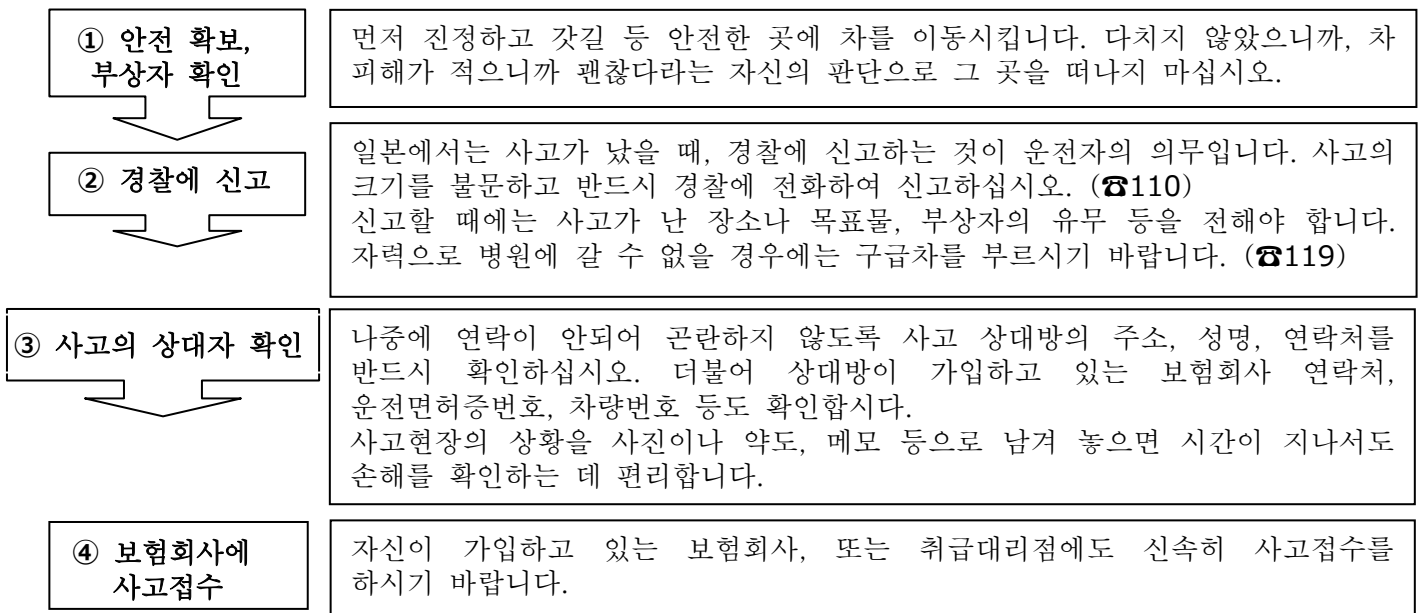 ① 안전 확보,
부상자 확인
먼저 진정하고 갓길 등 안전한 곳에 차를 이동시킵니다. 다치지 않았으니까, 차
피해가 적으니까 괜찮다라는 자신의 판단으로 그 곳을 떠나지 마십시오.
② 경찰에 신고
일본에서는 사고가 났을 때, 경찰에 신고하는 것이 운전자의 의무입니다. 사고의
크기를 불문하고 반드시 경찰에 전화하여 신고하십시오. (☎110)
신고할 때에는 사고가 난 장소나 목표물, 부상자의 유무 등을 전해야 합니다.
자력으로 병원에 갈 수 없을 경우에는 구급차를 부르시기 바랍니다. (☎119)
③ 사고의 상대자 확인
나중에 연락이 안되어 곤란하지 않도록 사고 상대방의 주소, 성명, 연락처를
반드시 확인하십시오. 더불어 상대방이 가입하고 있는 보험회사 연락처,
운전면허증번호, 차량번호 등도 확인합시다.
사고현장의 상황을 사진이나 약도, 메모 등으로 남겨 놓으면 시간이 지나서도
손해를 확인하는 데 편리합니다.
④ 보험회사에
사고접수
자신이 가입하고 있는 보험회사, 또는 취급대리점에도 신속히 사고접수를
하시기 바랍니다.